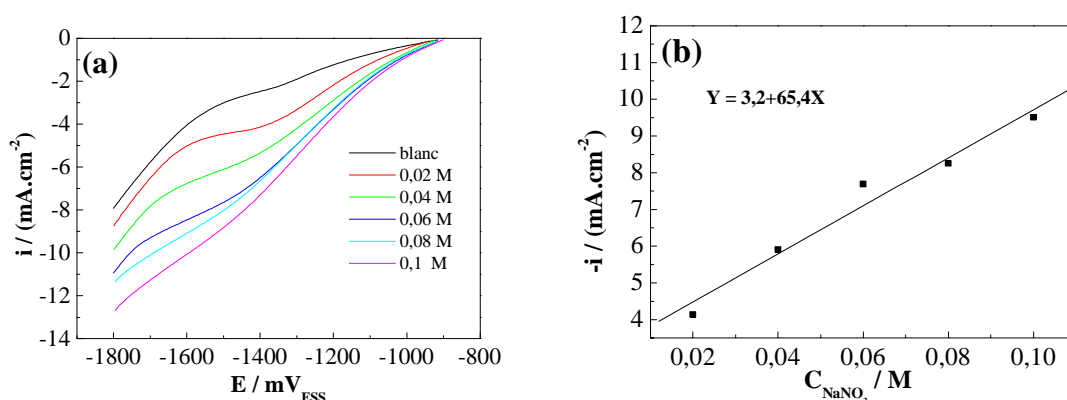 (a)
0
-2
-4
-6
-8
-10
-12
-14
i / (mA.cm-2)
-1800 -1600 -1400 -1200 -1000 -800
E / mVESS
blanc
0,02 M
0,04 M
0,06 M
0,08 M
0,1 M
(b)
12
11
10
9
8
7
6
5
4
-i / (mA.cm-2)
Y = 3,2+65,4X
0,02 0,04 0,06 0,08 0,10
CNaNO / M